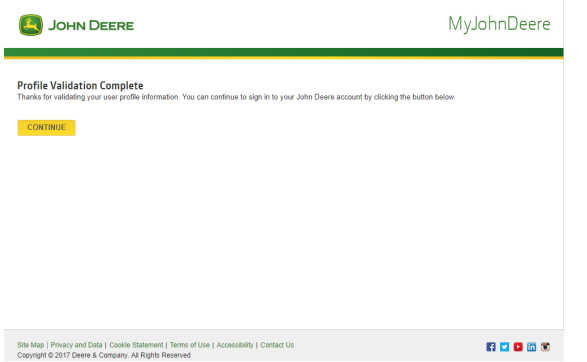 JOHN DEERE
MyJohnDeere
Profile Validation Complete
Thanks for validating your user profile information. You can continue to sign in to your John Deere account by clicking the button below.
CONTINUE
Site Map | Privacy and Data | Cookie Statement | Terms of Use | Accessibility | Contact Us
Copyright © 2017 Deere & Company. All Rights Reserved